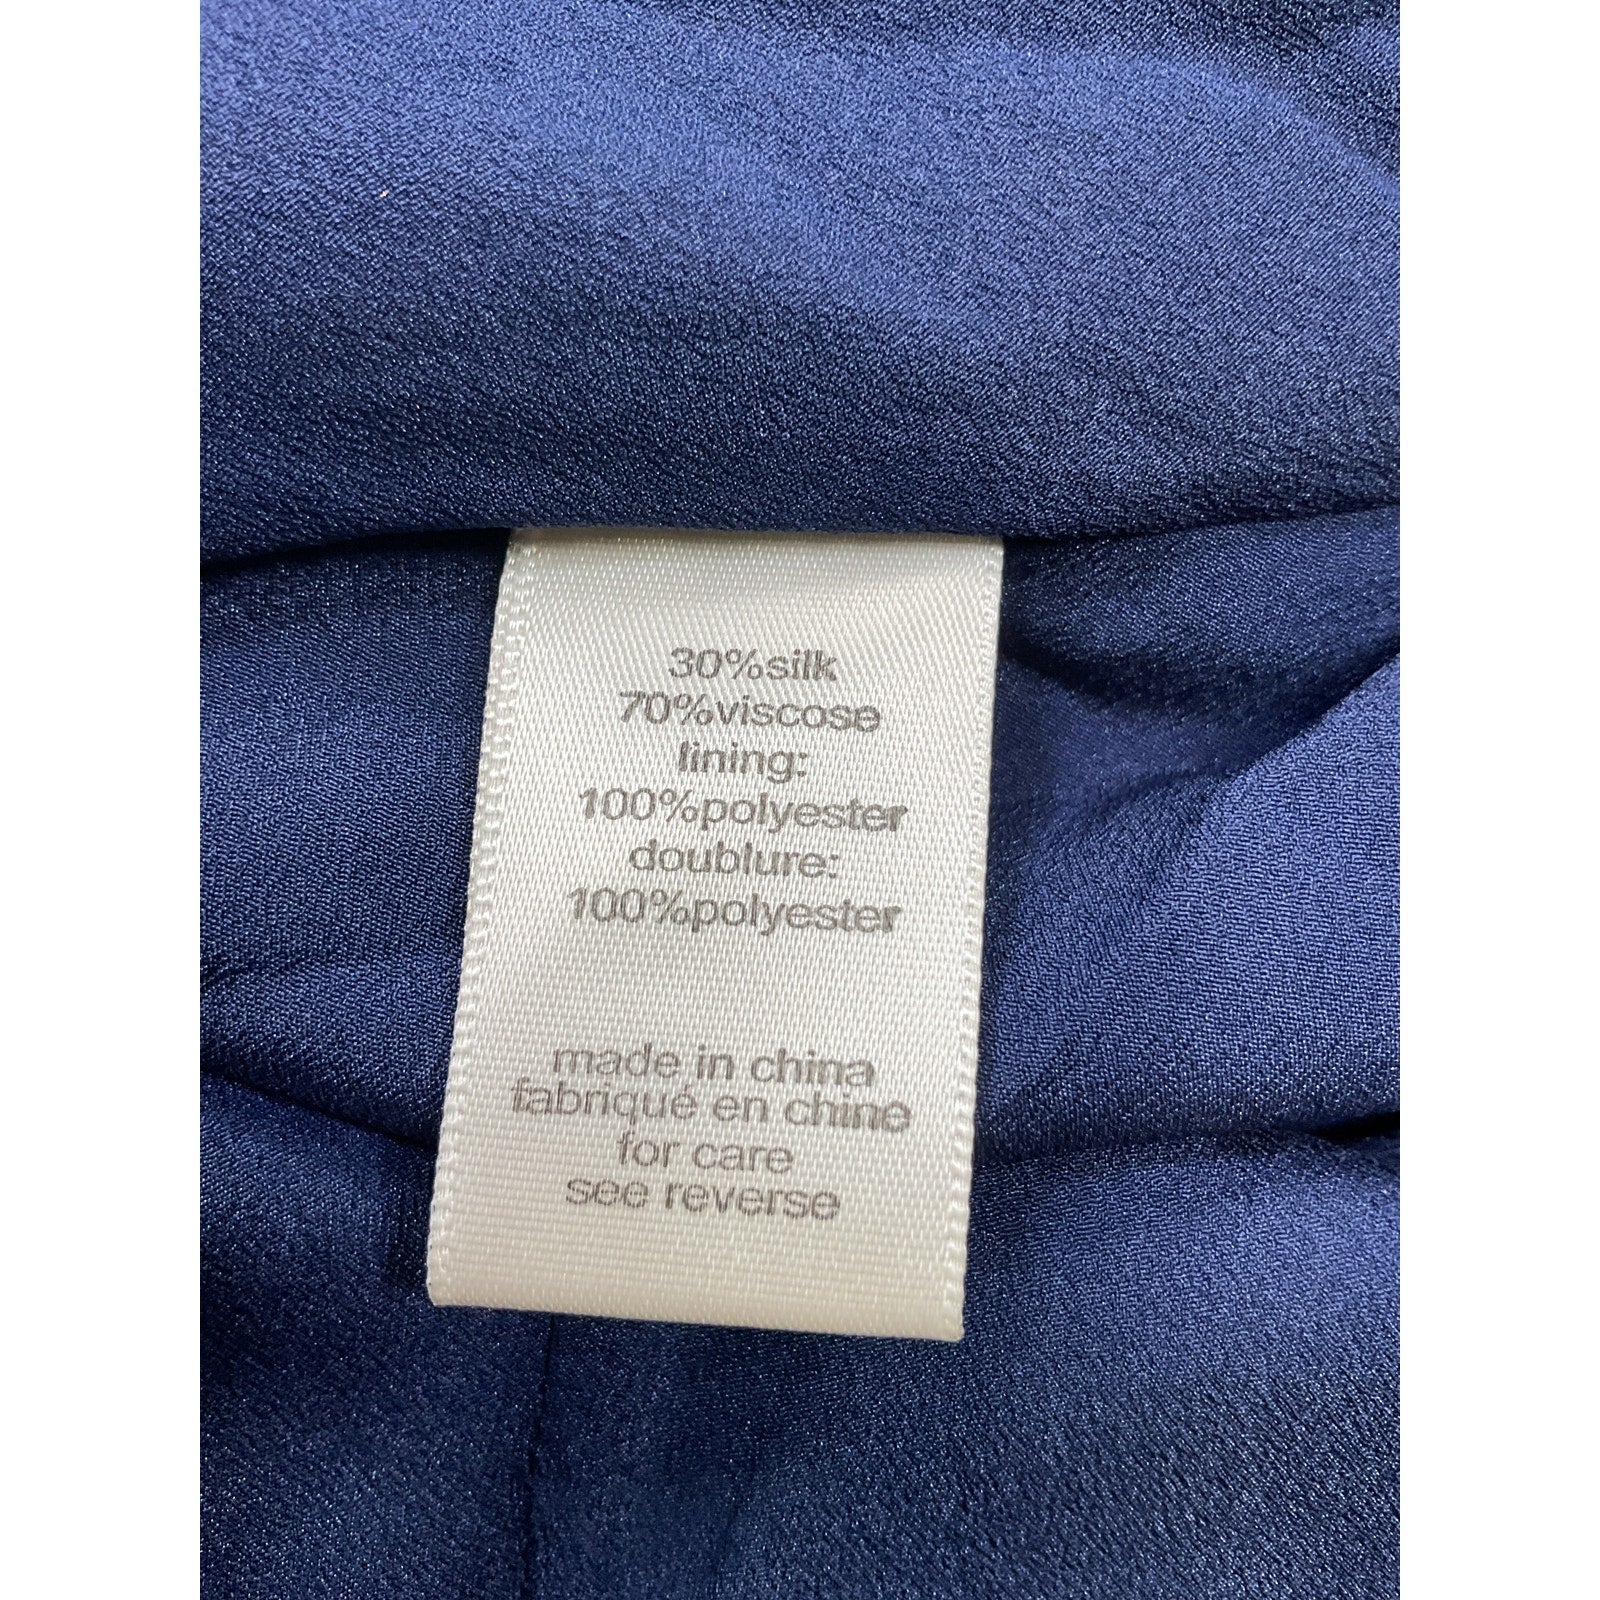 30%silk
70%viscose
lining:
100%polyester
doublure:
100%polyester
made in china
fabriqué en chine
for care
see reverse